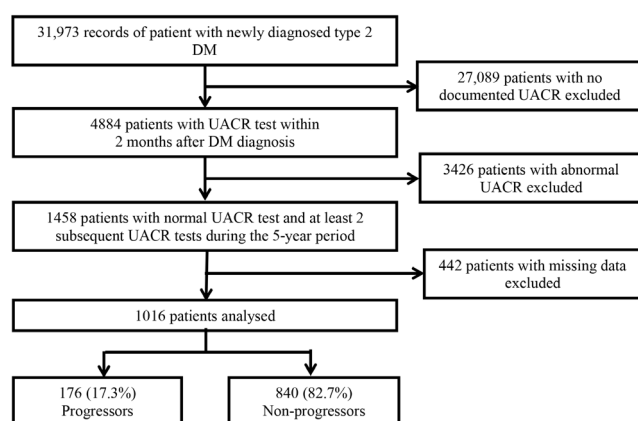 31,973 records of patient with newly diagnosed type 2
DM
27,089 patients with no
documented UACR excluded
4884 patients with UACR test within
2 months after DM diagnosis
3426 patients with abnormal
UACR excluded
1458 patients with normal UACR test and at least 2
subsequent UACR tests during the 5-year period
442 patients with missing data
excluded
1016 patients analysed
176 (17.3%)
Progressors
840 (82.7%)
Non-progressors